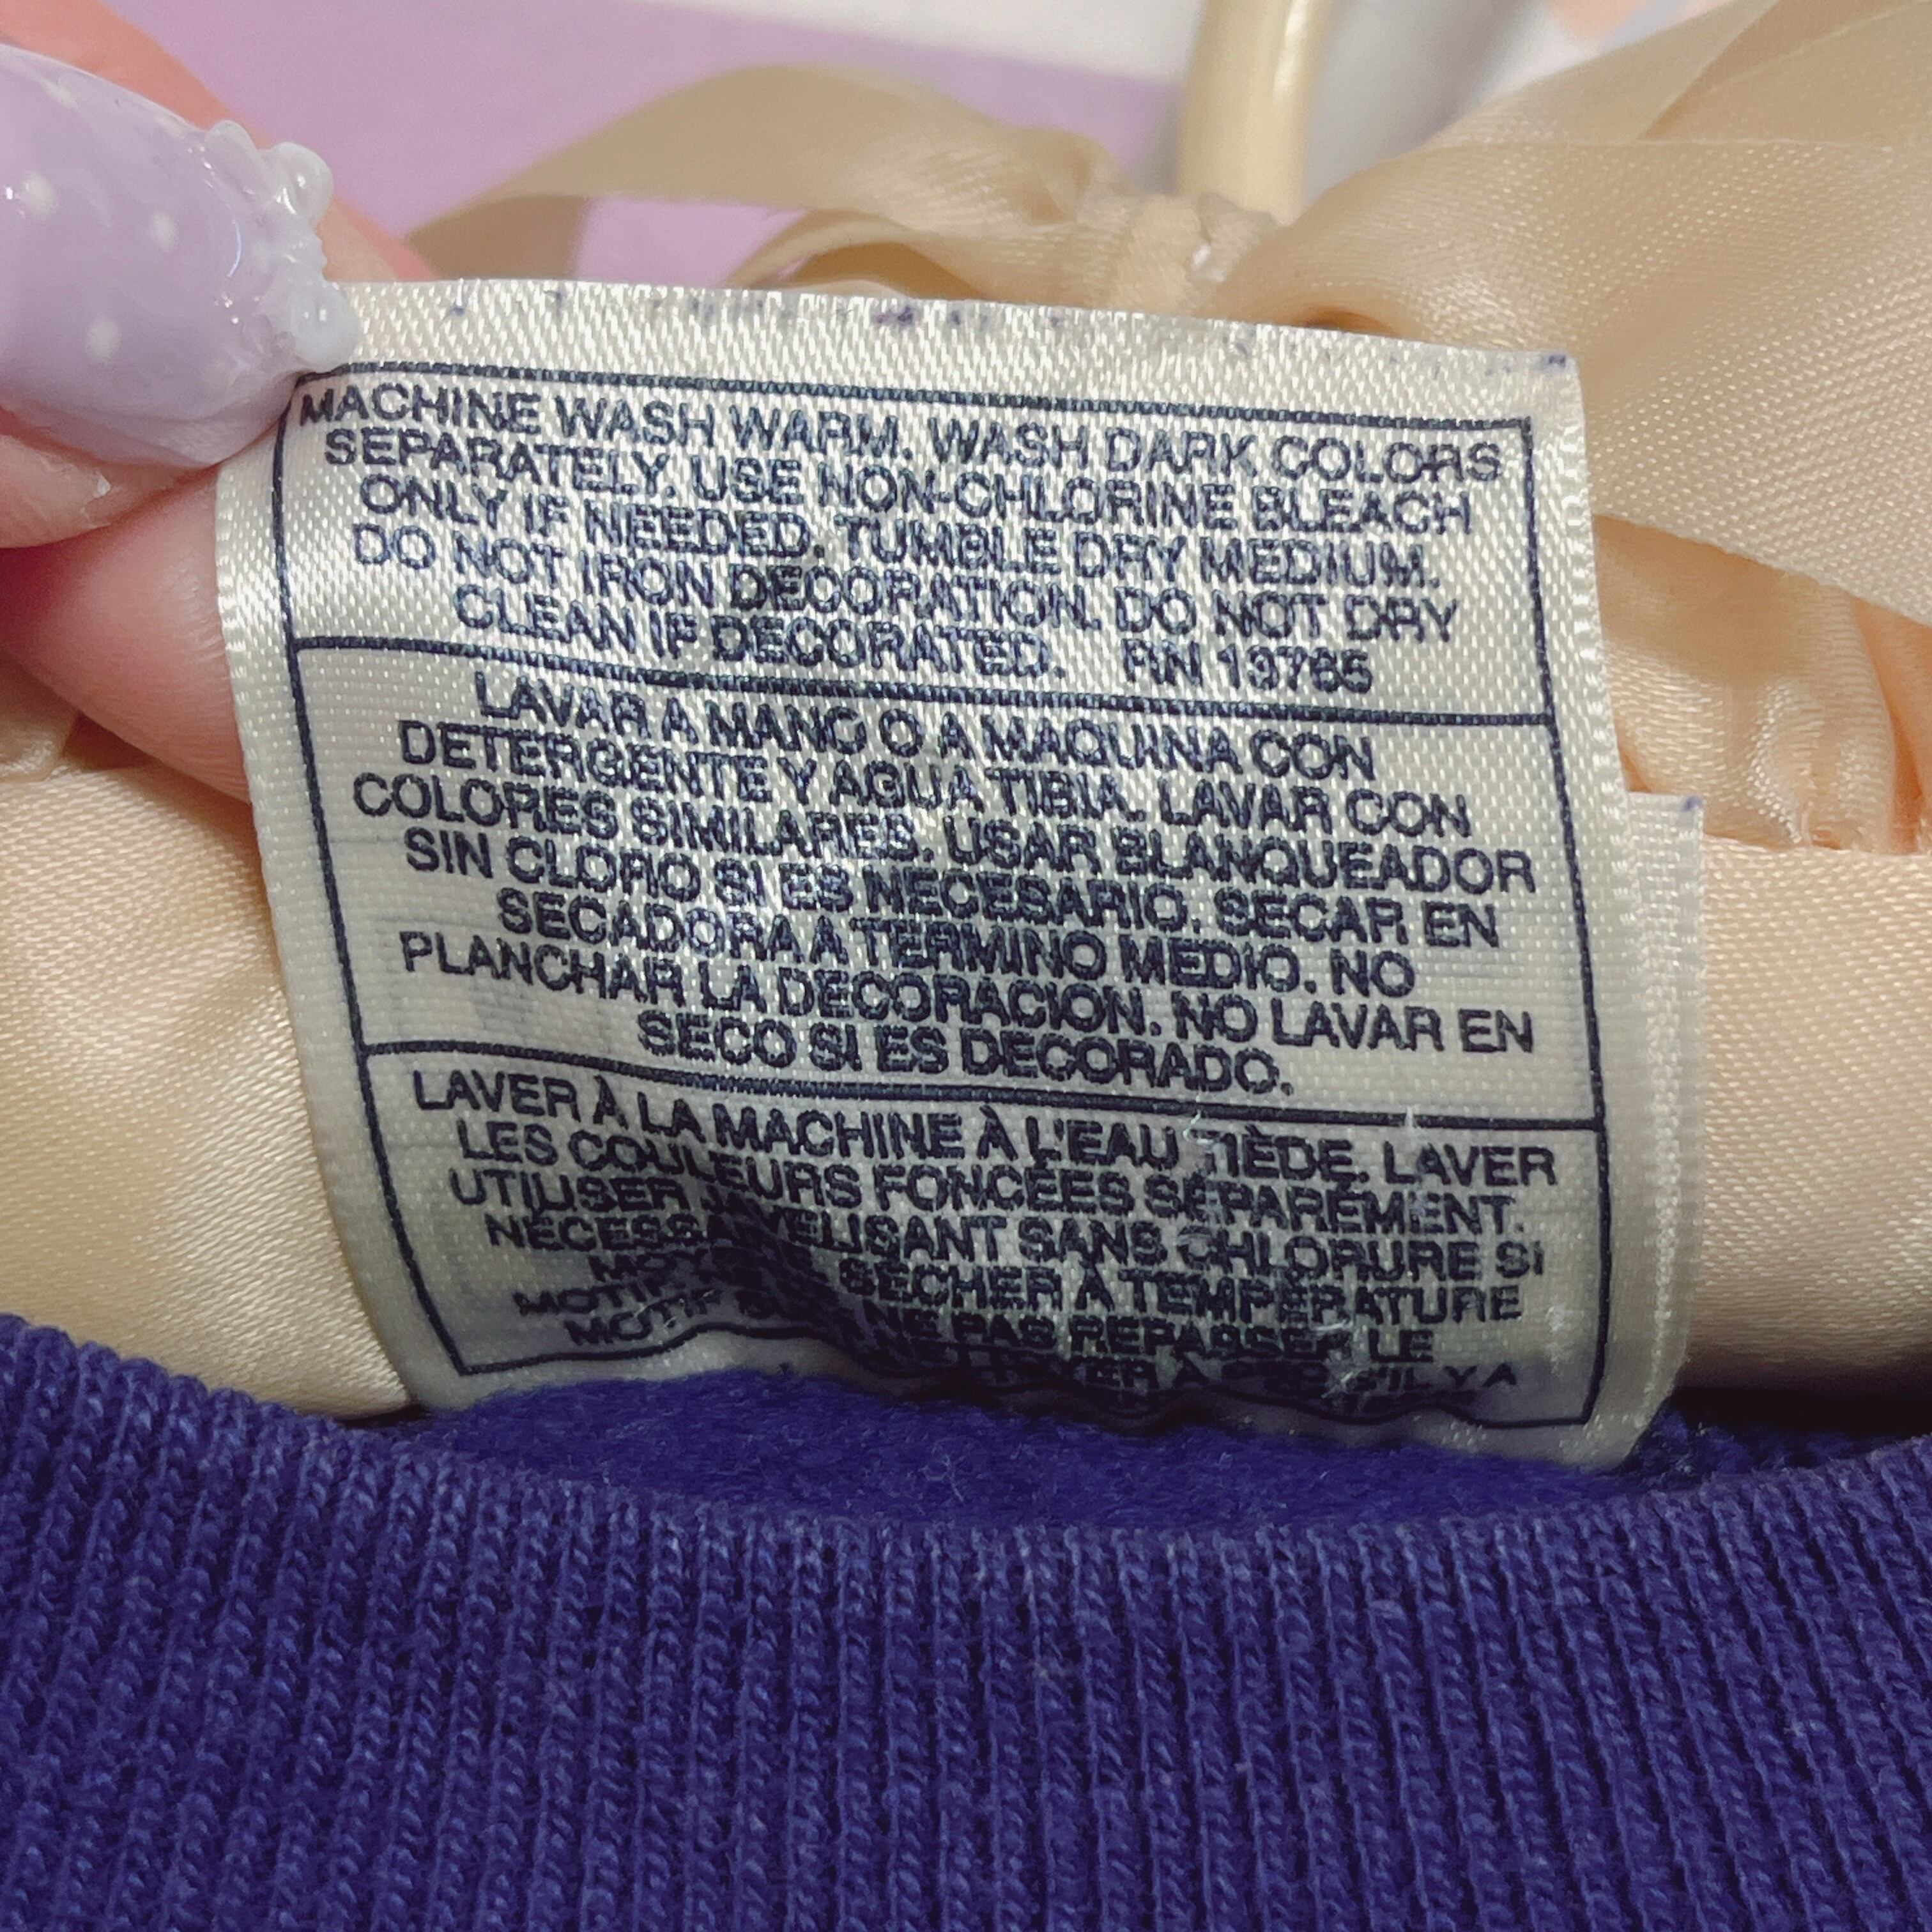 MACHINE WASH WARM. WASH DARK COLORS
SEPARATELY. USE NON-CHLORINE BLEACH
ONLY IF NEEDED. TUMBLE DRY MEDIUM.
DO NOT IRON DECORATION. DO NOT DRY
CLEAN IF DECORATED. RN 13765
LAVAR A MANO O A MAQUINA CON
DETERGENTE Y AGUA TIBIA. LAVAR CON
COLORES SIMILARES. USAR BLANQUEADOR
SIN CLORO SI ES NECESARIO. SECAR EN
SECADORA A TERMINO MEDIO. NO
PLANCHAR LA DECORACION. NO LAVAR EN
SECO SI ES DECORADO.
LAVER À LA MACHINE À L'EAU TIÈDE. LAVER
LES COULEURS FONCÉES SÉPARÉMENT.
UTILISER SANS CHLORURE SI
SÉCHER À TEMPÉRATURE
NE PAS REPASSER LE
MOTIF S'IL Y A